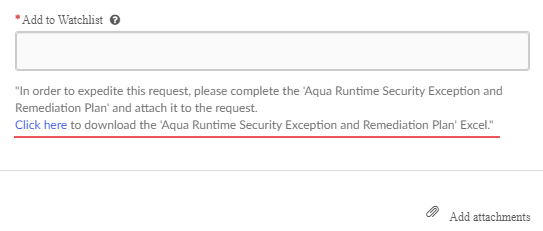 * Add to Watchlist ?
"In order to expedite this request, please complete the 'Aqua Runtime Security Exception and
Remediation Plan' and attach it to the request.
Click here to download the 'Aqua Runtime Security Exception and Remediation Plan' Excel."
Add attachments